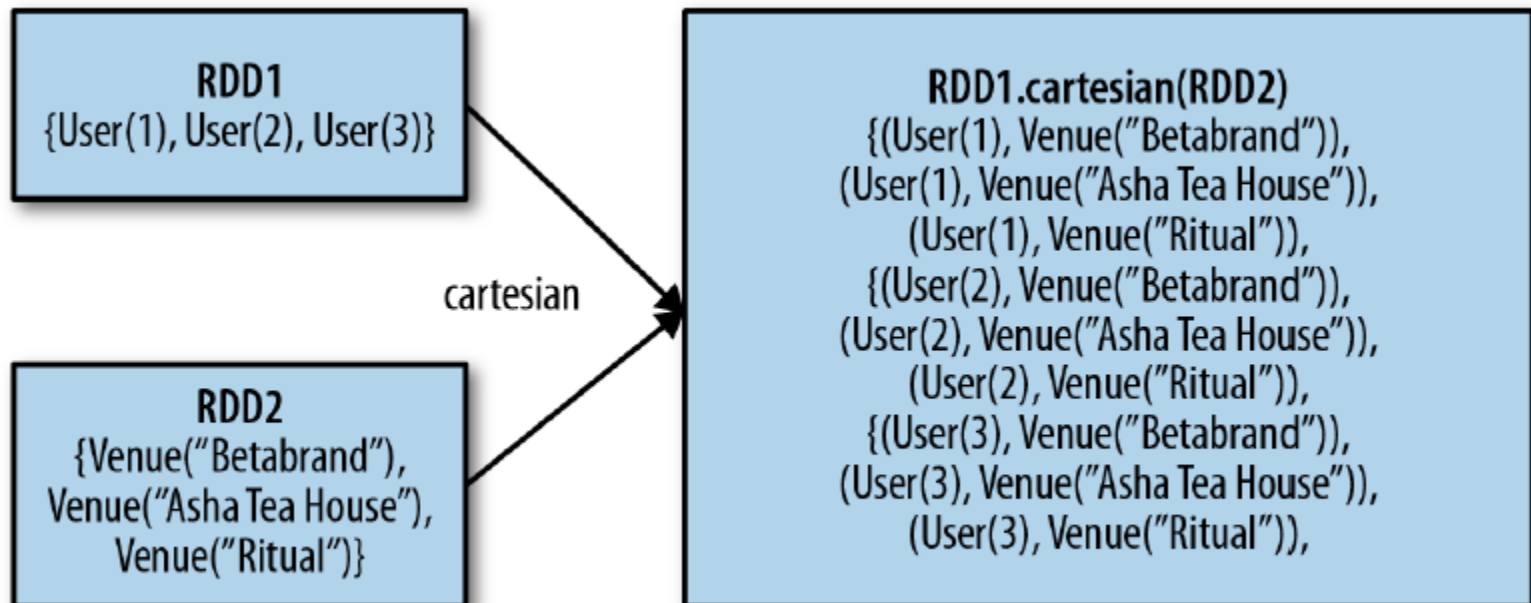 RDD1
{User(1), User(2), User(3)}
cartesian
RDD2
{Venue(“Betabrand”),
Venue(”Asha Tea House”),
Venue(”Ritual”)}
RDD1.cartesian(RDD2)
{(User(1), Venue(”Betabrand”)),
(User(1), Venue(”Asha Tea House”)),
(User(1), Venue(”Ritual”)),
{(User(2), Venue(”Betabrand”)),
(User(2), Venue(”Asha Tea House”)),
(User(2), Venue(”Ritual”)),
{(User(3), Venue(”Betabrand”)),
(User(3), Venue(”Asha Tea House”)),
(User(3), Venue(”Ritual”)),